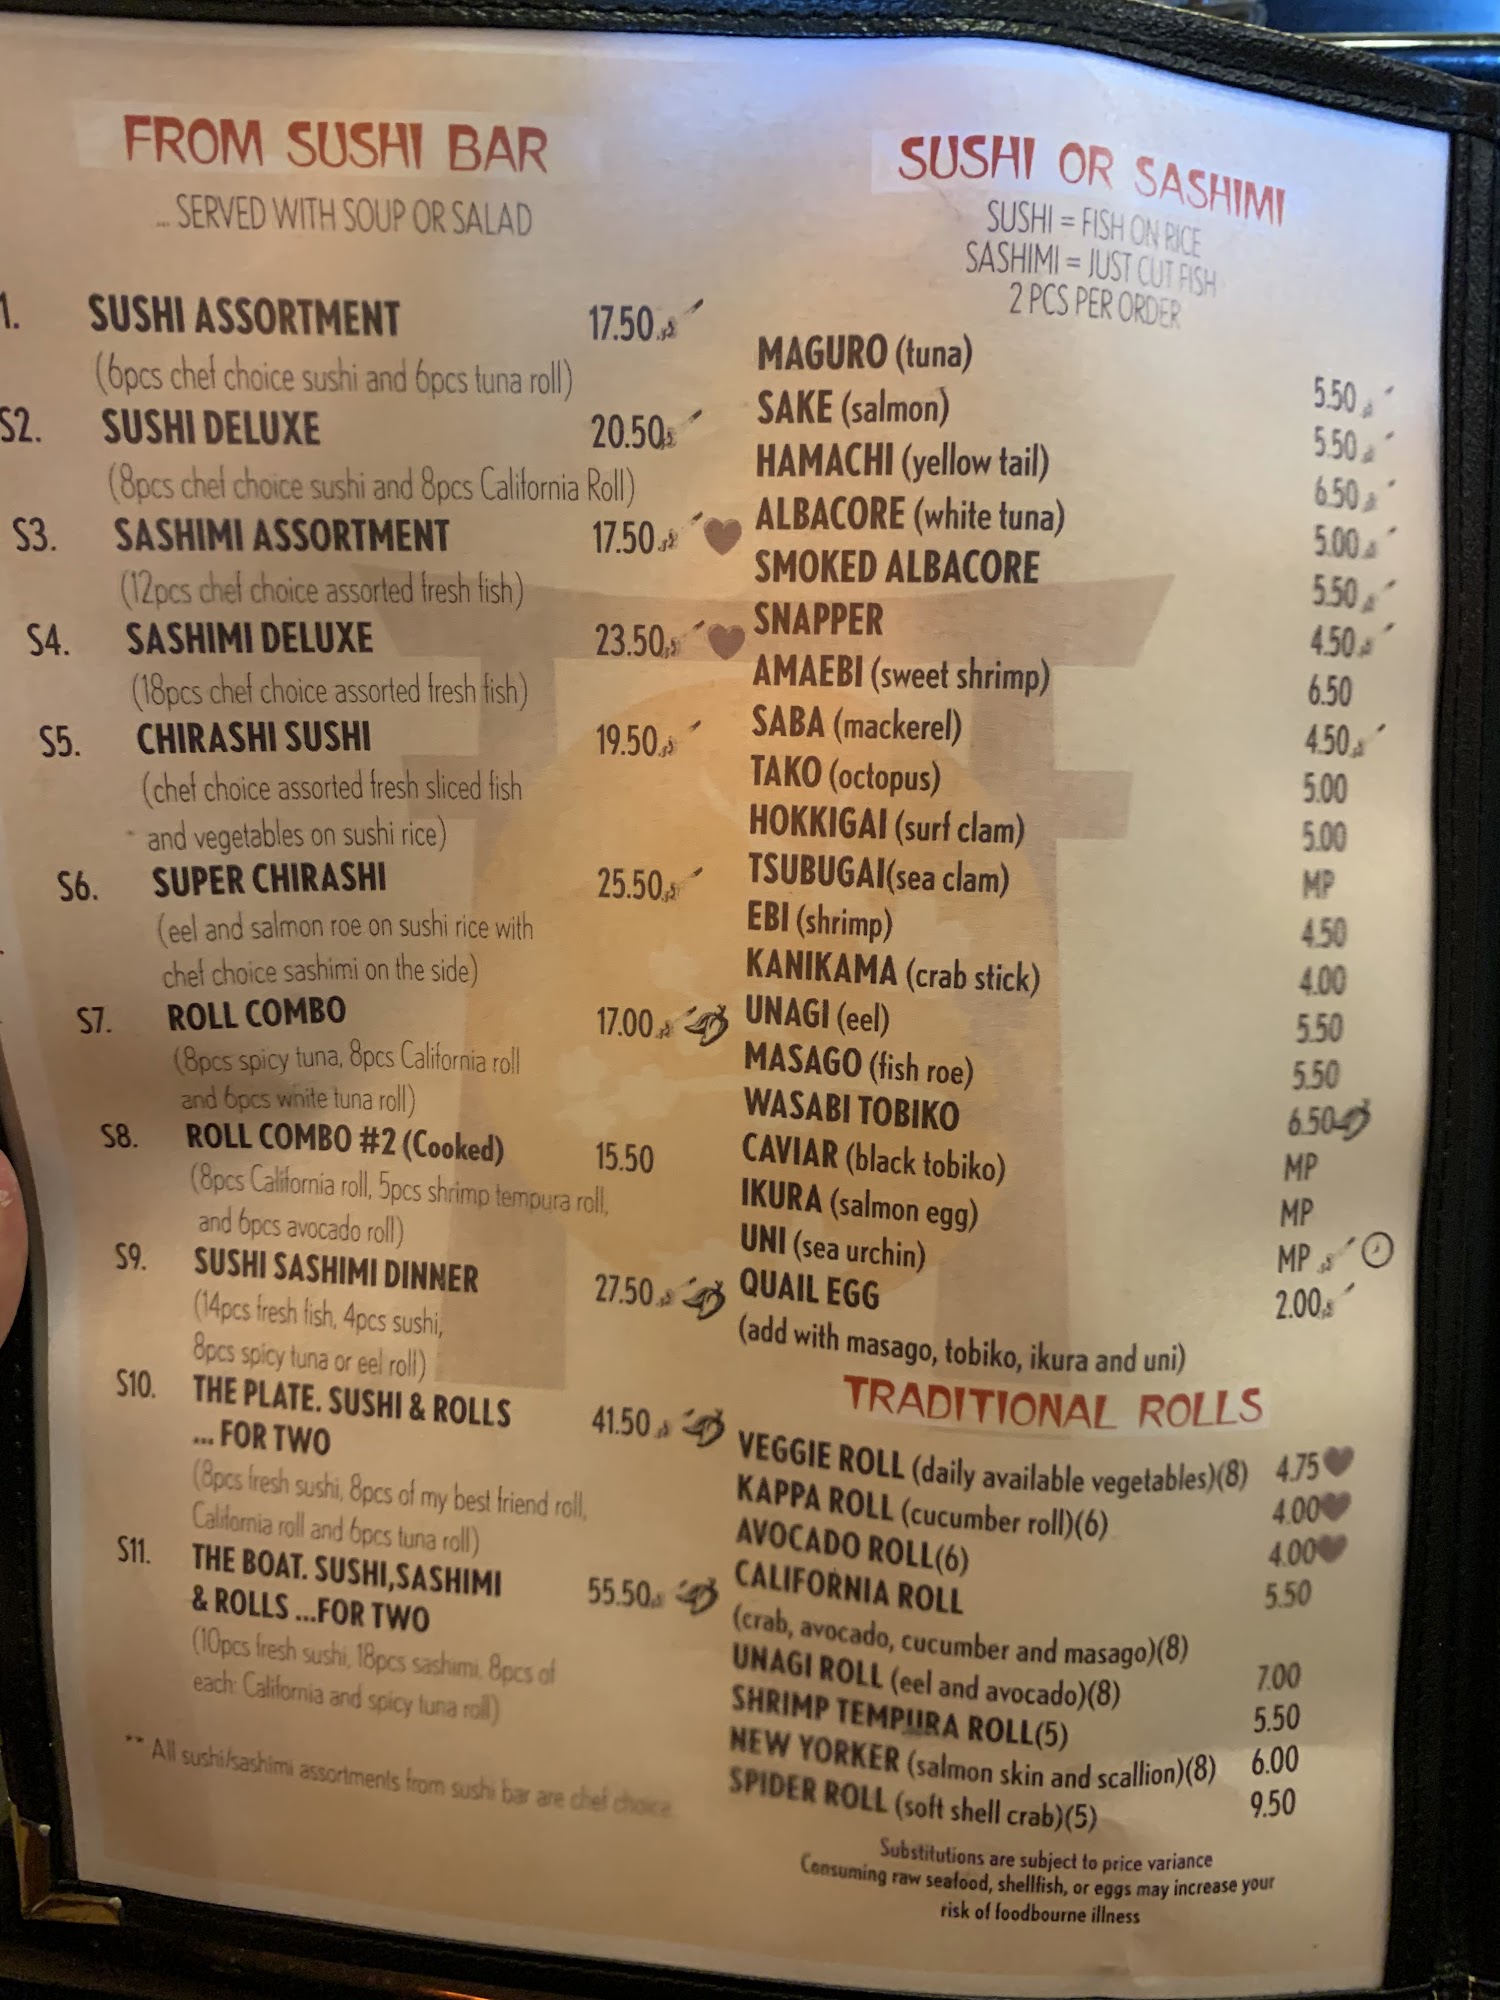 FROM SUSHI BAR
... SERVED WITH SOUP OR SALAD
1. SUSHI ASSORTMENT 17.50
(6pcs chef choice sushi and 6pcs tuna roll)
S2. SUSHI DELUXE 20.50
(8pcs chef choice sushi and 8pcs California Roll)
S3. SASHIMI ASSORTMENT 17.50
(12pcs chef choice assorted fresh fish)
S4. SASHIMI DELUXE 23.50
(18pcs chef choice assorted fresh fish)
S5. CHIRASHI SUSHI 19.50
(chef choice assorted fresh sliced fish
and vegetables on sushi rice)
S6. SUPER CHIRASHI 25.50
(eel and salmon roe on sushi rice with
chef choice sashimi on the side)
S7. ROLL COMBO 17.00
(8pcs spicy tuna, 8pcs California roll
and 6pcs white tuna roll)
S8. ROLL COMBO #2 (Cooked) 15.50
(8pcs California roll, 5pcs shrimp tempura roll,
and 6pcs avocado roll)
S9. SUSHI SASHIMI DINNER 27.50
(14pcs fresh fish, 4pcs sushi,
8pcs spicy tuna or eel roll)
S10. THE PLATE. SUSHI & ROLLS 41.50
... FOR TWO
(8pcs fresh sushi, 8pcs of my best friend roll,
California roll and 6pcs tuna roll)
S11. THE BOAT. SUSHI,SASHIMI 55.50
& ROLLS ...FOR TWO
(10pcs fresh sushi, 18pcs sashimi, 8pcs of
each: California and spicy tuna roll)
** All sushi/sashimi assortments from sushi bar are chef choice
SUSHI OR SASHIMI
SUSHI = FISH ON RICE
SASHIMI = JUST CUT FISH
2 PCS PER ORDER
MAGURO (tuna) 5.50
SAKE (salmon) 5.50
HAMACHI (yellow tail) 6.50
ALBACORE (white tuna) 5.00
SMOKED ALBACORE 5.50
SNAPPER 4.50
AMAEBI (sweet shrimp) 6.50
SABA (mackerel) 4.50
TAKO (octopus) 5.00
HOKKIGAI (surf clam) 5.00
TSUBUGAI(sea clam) MP
EBI (shrimp) 4.50
KANIKAMA (crab stick) 4.00
UNAGI (eel) 5.50
MASAGO (fish roe) 5.50
WASABI TOBIKO 6.50
CAVIAR (black tobiko) MP
IKURA (salmon egg) MP
UNI (sea urchin) MP
QUAIL EGG 2.00
(add with masago, tobiko, ikura and uni)
TRADITIONAL ROLLS
VEGGIE ROLL (daily available vegetables)(8) 4.75
KAPPA ROLL (cucumber roll)(6) 4.00
AVOCADO ROLL(6) 4.00
CALIFORNIA ROLL 5.50
(crab, avocado, cucumber and masago)(8)
UNAGI ROLL (eel and avocado)(8) 7.00
SHRIMP TEMPURA ROLL(5) 5.50
NEW YORKER (salmon skin and scallion)(8) 6.00
SPIDER ROLL (soft shell crab)(5) 9.50
Substitutions are subject to price variance
Consuming raw seafood, shellfish, or eggs may increase your
risk of foodbourne illness